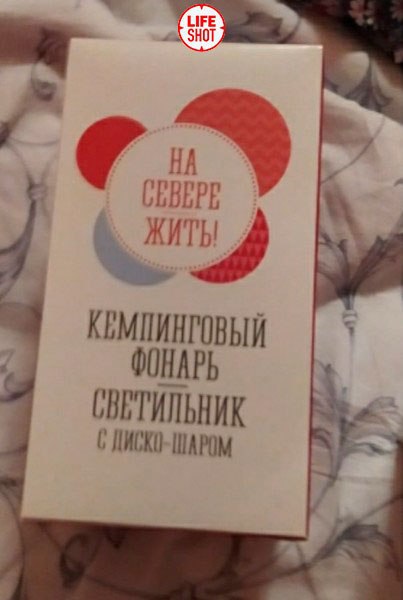 LIFE
SHOT
НА
СЕВЕРЕ
ЖИТЬ!
КЕМПИНГОВЫЙ
ФОНАРЬ
СВЕТИЛЬНИК
С ДИСКО-ШАРОМ